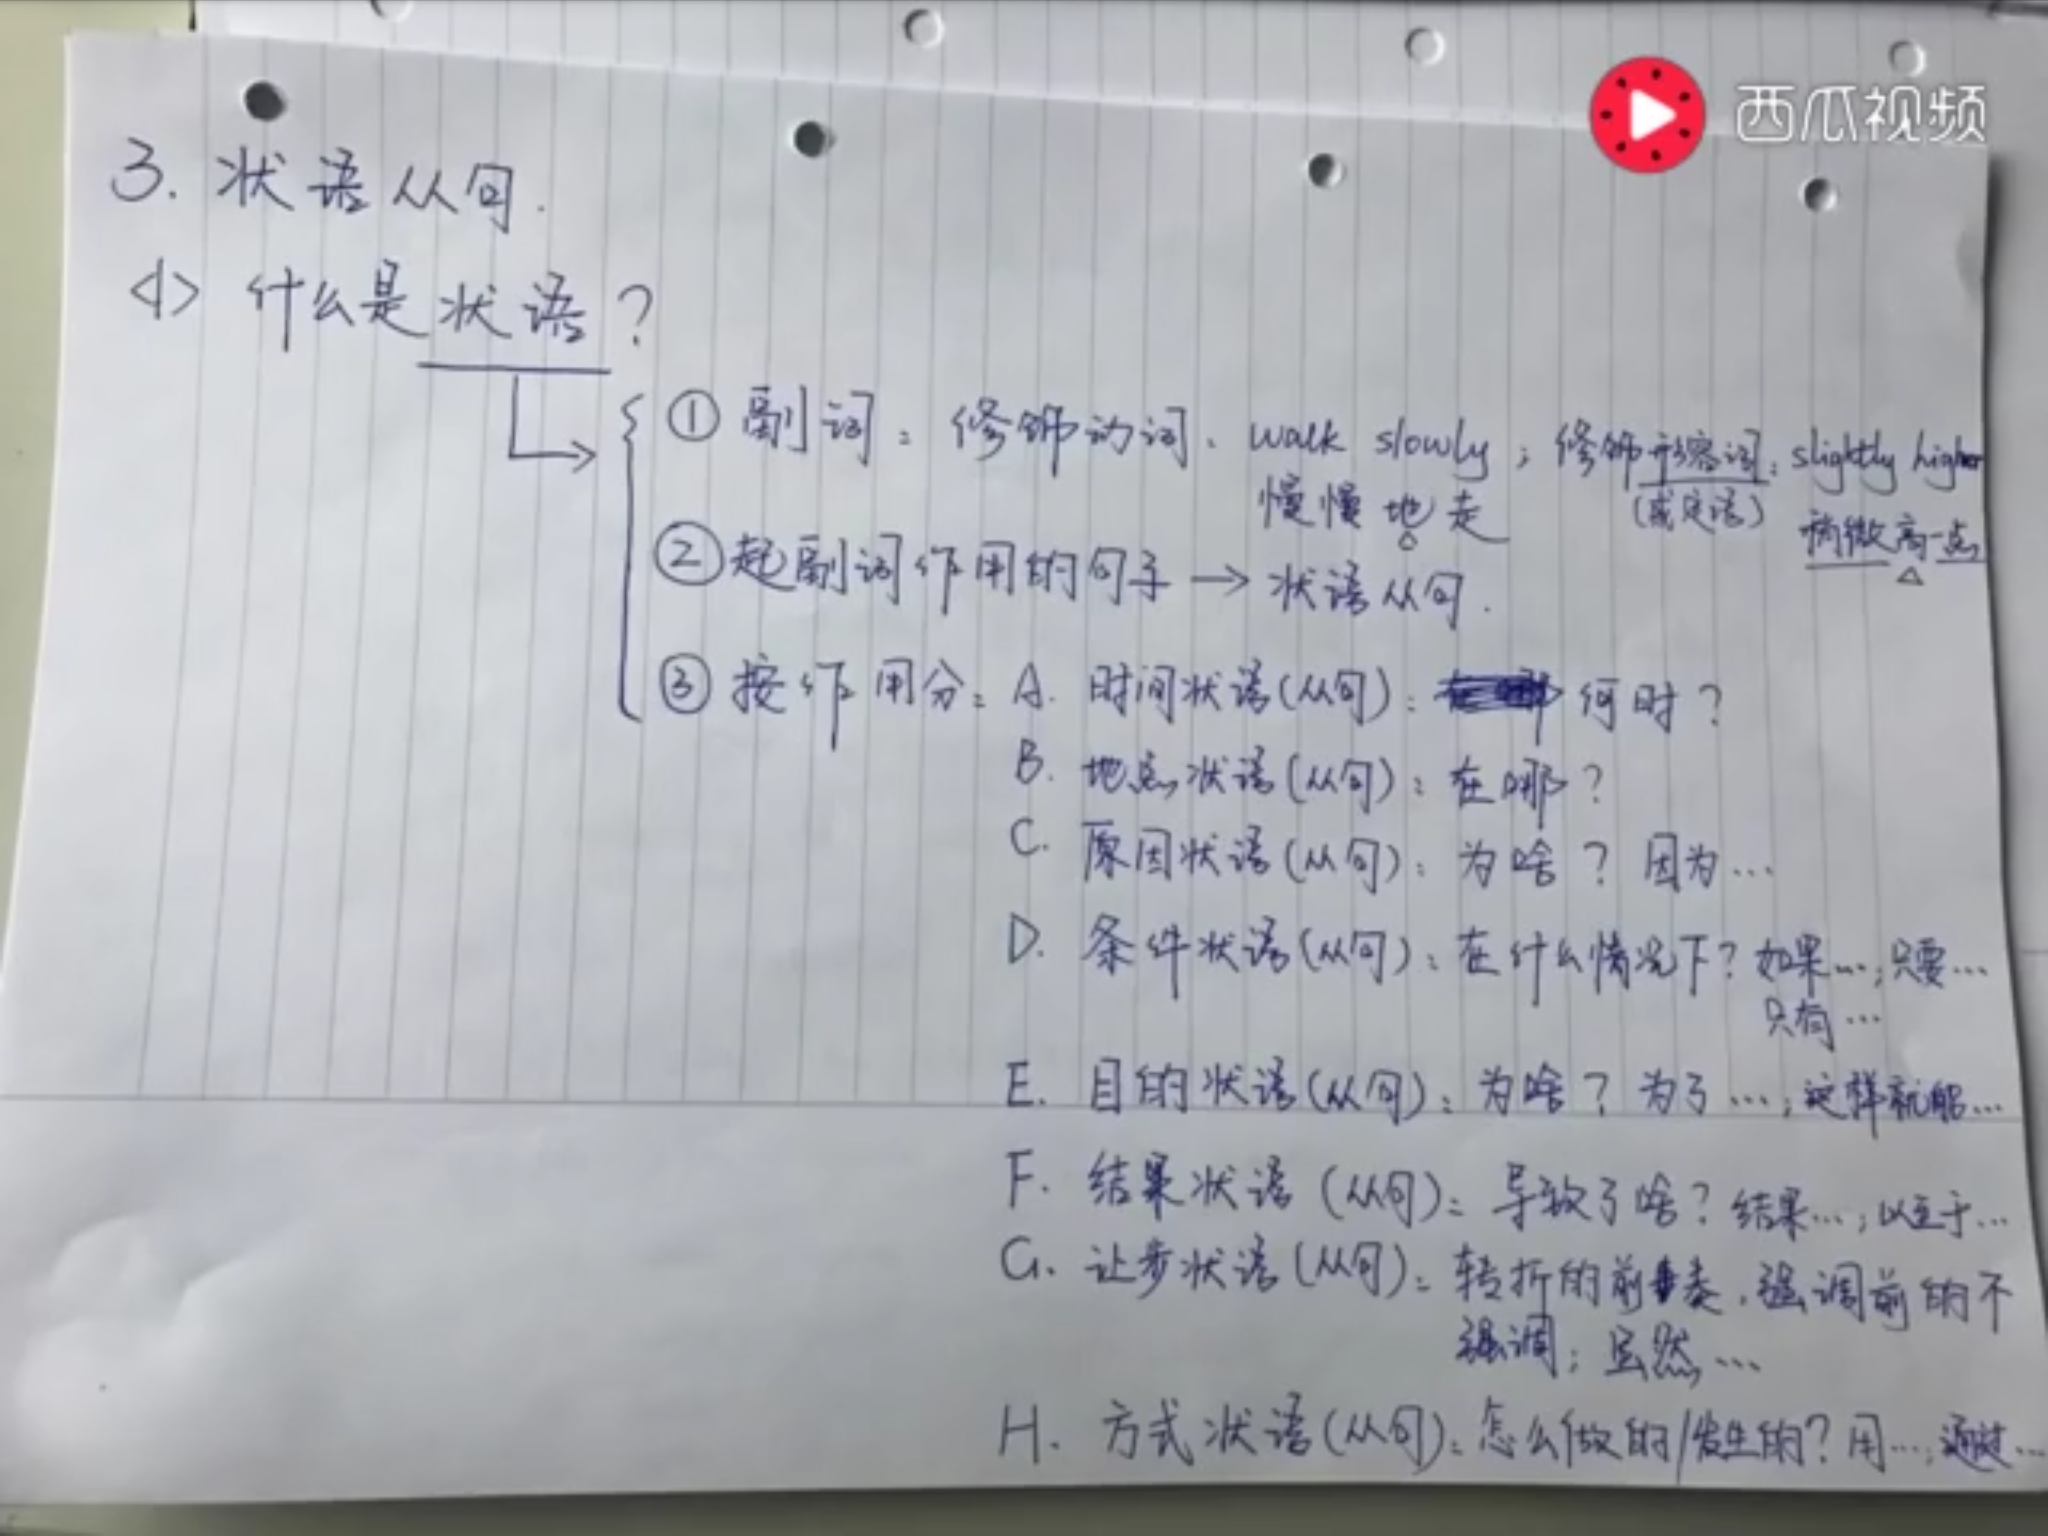 西瓜视频
3. 状语从句.
<1> 什么是状语?
① 副词: 修饰动词. walk slowly; 修饰形容词: slightly higher
慢慢地走 (或定语) 稍微高一点
② 起副词作用的句子 → 状语从句.
③ 按作用分: A. 时间状语(从句): 何时?
B. 地点状语(从句): 在哪?
C. 原因状语(从句): 为啥? 因为…
D. 条件状语(从句): 在什么情况下? 如果…; 只要…
只有…
E. 目的状语(从句): 为啥? 为了…; 这样就能…
F. 结果状语(从句): 导致了啥? 结果…; 以至于…
G. 让步状语(从句): 转折的前奏. 强调前的不
强调; 虽然…
H. 方式状语(从句): 怎么做的/发生的? 用…; 通过…